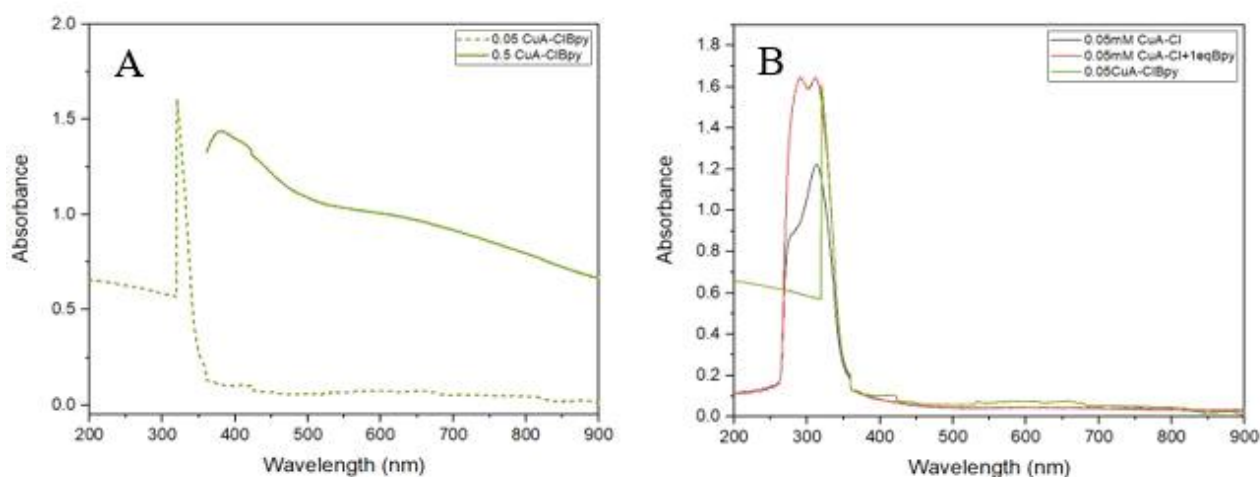 A
0.05 CuA-ClBpy
0.5 CuA-ClBpy
2.0
1.5
1.0
0.5
0.0
Absorbance
200 300 400 500 600 700 800 900
Wavelength (nm)
B
0.05mM CuA-Cl
0.05mM CuA-Cl+1eqBpy
0.05CuA-ClBpy
1.8
1.6
1.4
1.2
1.0
0.8
0.6
0.4
0.2
0.0
Absorbance
200 300 400 500 600 700 800 900
Wavelength (nm)